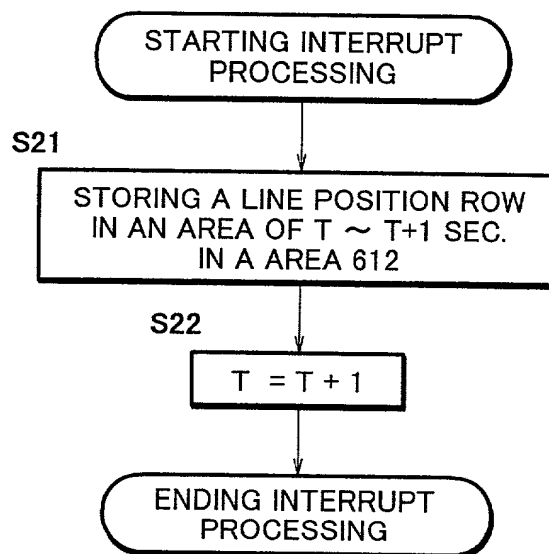 STARTING INTERRUPT
PROCESSING
S21
STORING A LINE POSITION ROW
IN AN AREA OF T ~ T+1 SEC.
IN A AREA 612
S22
T = T + 1
ENDING INTERRUPT
PROCESSING